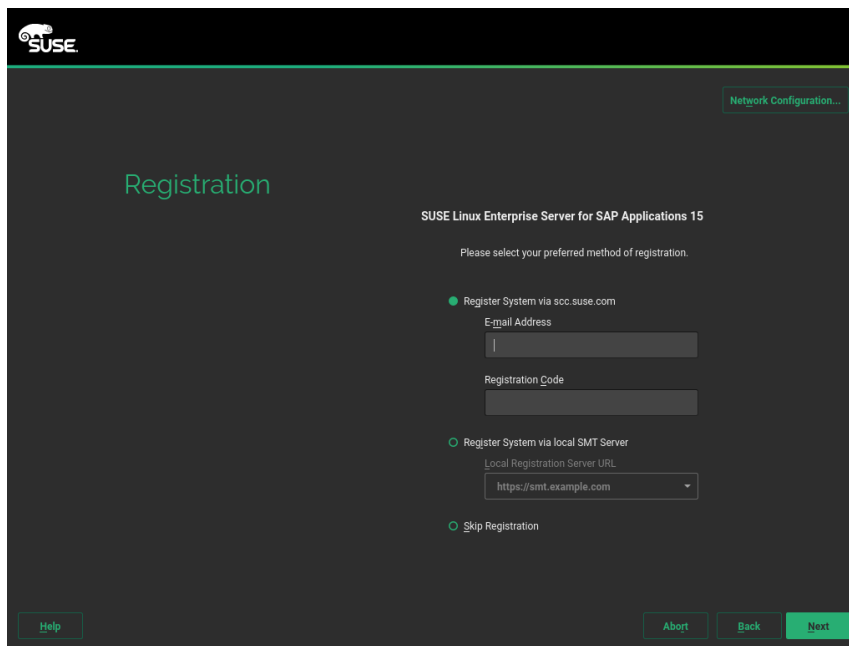 SUSE.
Network Configuration...
Registration
SUSE Linux Enterprise Server for SAP Applications 15
Please select your preferred method of registration.
Register System via scc.suse.com
E-mail Address
Registration Code
Register System via local SMT Server
Local Registration Server URL
https://smt.example.com
Skip Registration
Help
Abort
Back
Next